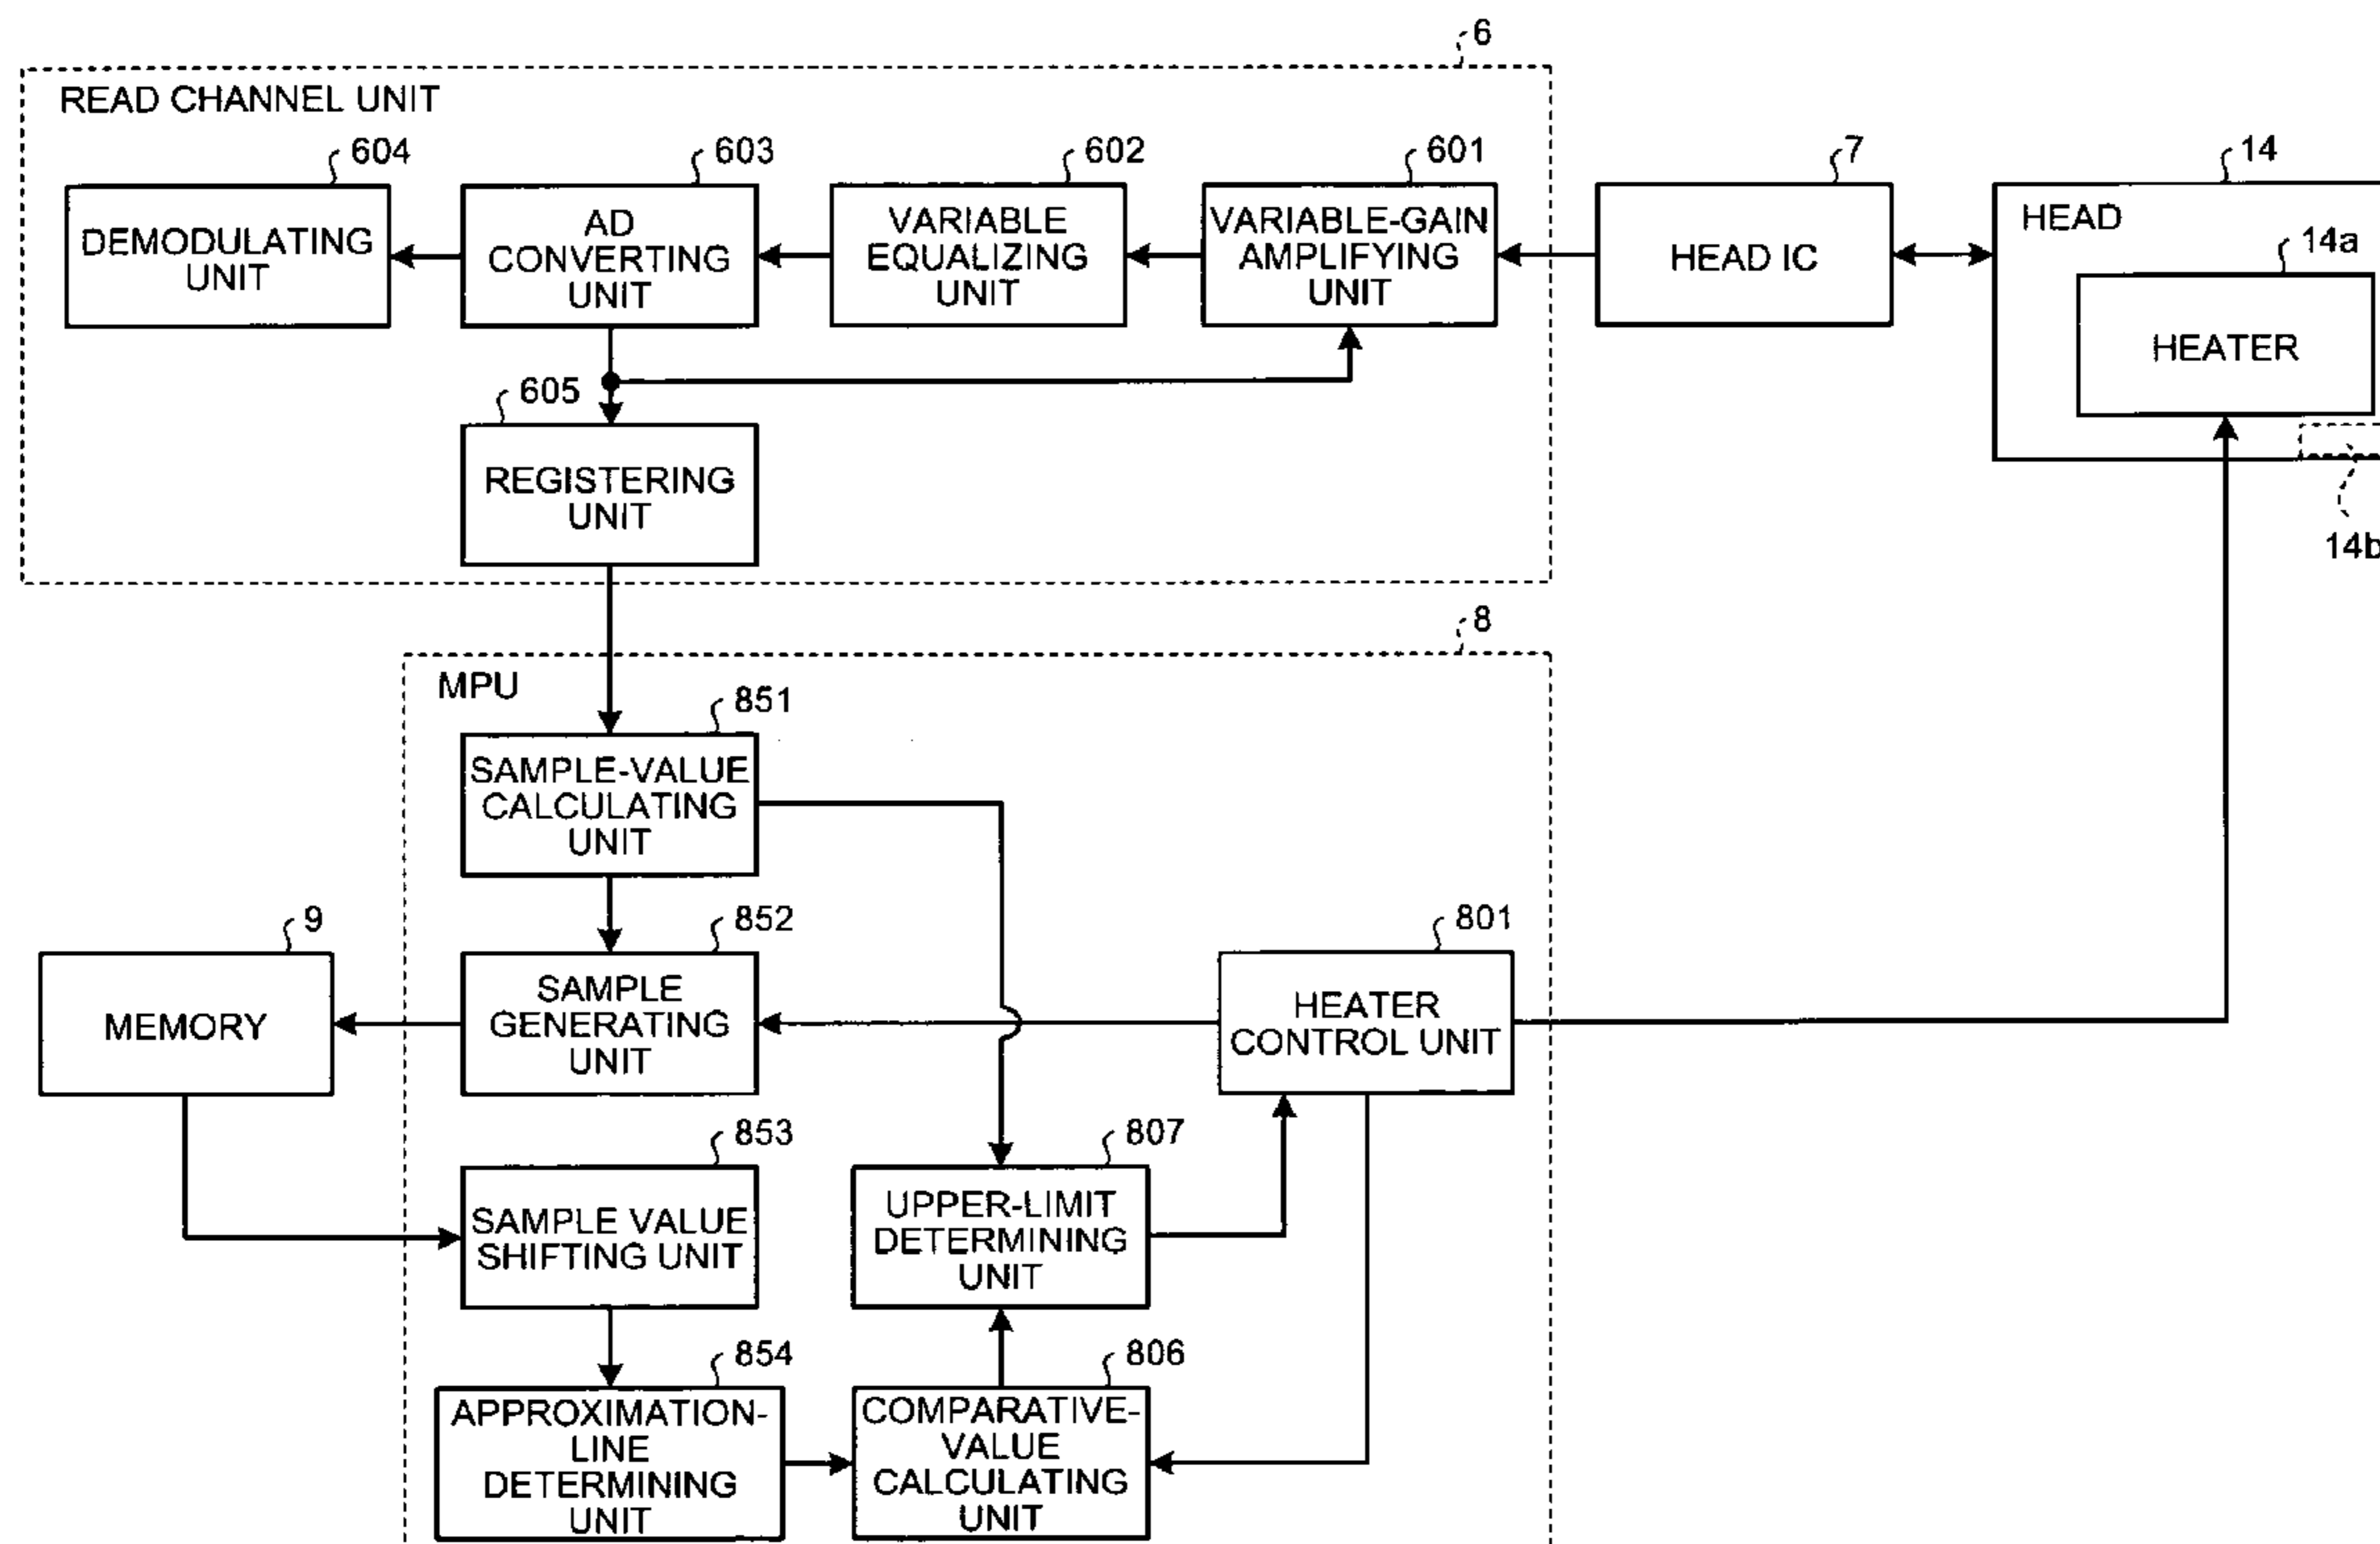 6
READ CHANNEL UNIT
604
603
602
601
7
14
DEMODULATING
UNIT
AD
CONVERTING
UNIT
VARIABLE
EQUALIZING
UNIT
VARIABLE-GAIN
AMPLIFYING
UNIT
HEAD IC
HEAD
14a
HEATER
14b
605
REGISTERING
UNIT
8
MPU
851
SAMPLE-VALUE
CALCULATING
UNIT
9
MEMORY
852
SAMPLE
GENERATING
UNIT
801
HEATER
CONTROL UNIT
853
SAMPLE VALUE
SHIFTING UNIT
807
UPPER-LIMIT
DETERMINING
UNIT
854
APPROXIMATION-
LINE
DETERMINING
UNIT
806
COMPARATIVE-
VALUE
CALCULATING
UNIT